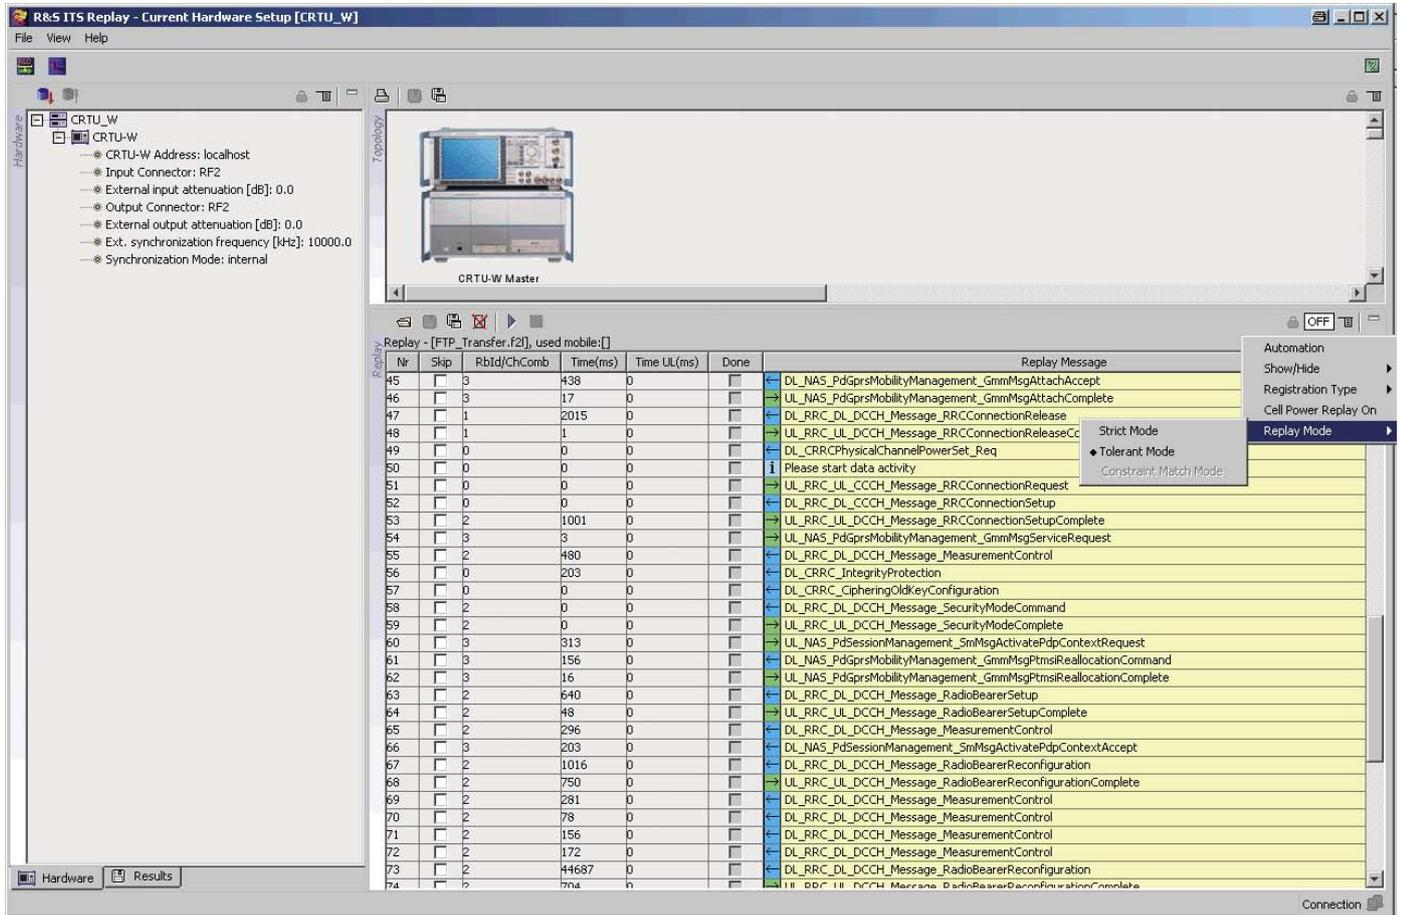 R&S ITS Replay - Current Hardware Setup [CRTU_W]
File View Help
Hardware
CRTU_W
CRTU-W
CRTU-W Address: localhost
Input Connector: RF2
External input attenuation [dB]: 0.0
Output Connector: RF2
External output attenuation [dB]: 0.0
Ext. synchronization frequency [kHz]: 10000.0
Synchronization Mode: internal
Topology
CRTU-W Master
OFF
Replay
Replay - [FTP_Transfer.f2l], used mobile:[]
Nr Skip RbId/ChComb Time(ms) Time UL(ms) Done Replay Message
45 3 438 0 DL_NAS_PdGprsMobilityManagement_GmmMsgAttachAccept
46 3 17 0 UL_NAS_PdGprsMobilityManagement_GmmMsgAttachComplete
47 1 2015 0 DL_RRC_DL_DCCH_Message_RRCConnectionRelease
48 1 1 0 UL_RRC_UL_DCCH_Message_RRCConnectionReleaseCo
49 0 0 0 DL_CRRCPhysicalChannelPowerSet_Req
50 0 0 0 i Please start data activity
51 0 0 0 UL_RRC_UL_CCCH_Message_RRCConnectionRequest
52 0 0 0 DL_RRC_DL_CCCH_Message_RRCConnectionSetup
53 2 1001 0 UL_RRC_UL_DCCH_Message_RRCConnectionSetupComplete
54 3 3 0 UL_NAS_PdGprsMobilityManagement_GmmMsgServiceRequest
55 2 480 0 DL_RRC_DL_DCCH_Message_MeasurementControl
56 0 203 0 DL_CRRC_IntegrityProtection
57 0 0 0 DL_CRRC_CipheringOldKeyConfiguration
58 2 0 0 DL_RRC_DL_DCCH_Message_SecurityModeCommand
59 2 0 0 UL_RRC_UL_DCCH_Message_SecurityModeComplete
60 3 313 0 UL_NAS_PdSessionManagement_SmMsgActivatePdpContextRequest
61 3 156 0 DL_NAS_PdGprsMobilityManagement_GmmMsgPtmsiReallocationCommand
62 3 16 0 UL_NAS_PdGprsMobilityManagement_GmmMsgPtmsiReallocationComplete
63 2 640 0 DL_RRC_DL_DCCH_Message_RadioBearerSetup
64 2 48 0 UL_RRC_UL_DCCH_Message_RadioBearerSetupComplete
65 2 296 0 DL_RRC_DL_DCCH_Message_MeasurementControl
66 3 203 0 DL_NAS_PdSessionManagement_SmMsgActivatePdpContextAccept
67 2 1016 0 DL_RRC_DL_DCCH_Message_RadioBearerReconfiguration
68 2 750 0 UL_RRC_UL_DCCH_Message_RadioBearerReconfigurationComplete
69 2 281 0 DL_RRC_DL_DCCH_Message_MeasurementControl
70 2 78 0 DL_RRC_DL_DCCH_Message_MeasurementControl
71 2 156 0 DL_RRC_DL_DCCH_Message_MeasurementControl
72 2 172 0 DL_RRC_DL_DCCH_Message_MeasurementControl
73 2 44687 0 DL_RRC_DL_DCCH_Message_RadioBearerReconfiguration
74 2 704 0 UL_RRC_UL_DCCH_Message_RadioBearerReconfigurationComplete
Automation
Show/Hide
Registration Type
Cell Power Replay On
Replay Mode
Strict Mode
Tolerant Mode
Constraint Match Mode
Hardware Results
Connection